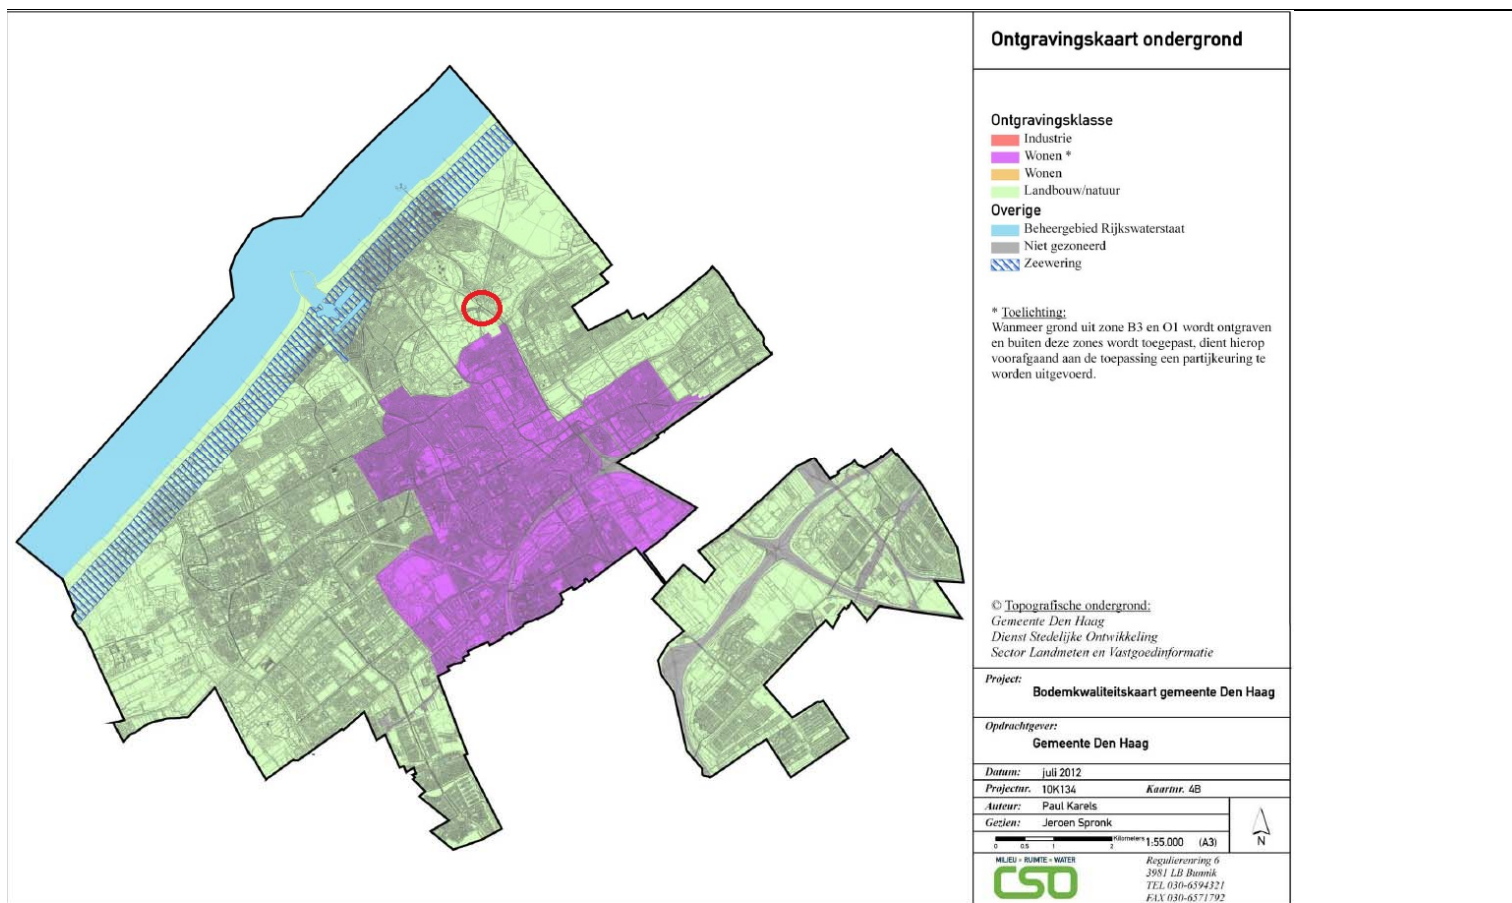 Ontgravingskaart ondergrond
Ontgravingsklasse
Industrie
Wonen *
Wonen
Landbouw/natuur
Overige
Beheergebied Rijkswaterstaat
Niet gezoneerd
Zeewering
* Toelichting:
Wanneer grond uit zone B3 en O1 wordt ontgraven
en buiten deze zones wordt toegepast, dient hierop
voorafgaand aan de toepassing een partijkeuring te
worden uitgevoerd.
© Topografische ondergrond:
Gemeente Den Haag
Dienst Stedelijke Ontwikkeling
Sector Landmeten en Vastgoedinformatie
Project:
Bodemkwaliteitskaart gemeente Den Haag
Opdrachtgever:
Gemeente Den Haag
Datum: juli 2012
Projectnr. 10K134 Kaartnr. 4B
Auteur: Paul Karels
Gezien: Jeroen Spronk
Kilometers 1:55.000 (A3)
0 0.5 1 2
N
MILIEU • RUIMTE • WATER
CSO
Regulierenring 6
3981 LB Bunnik
TEL 030-6594321
FAX 030-6571792